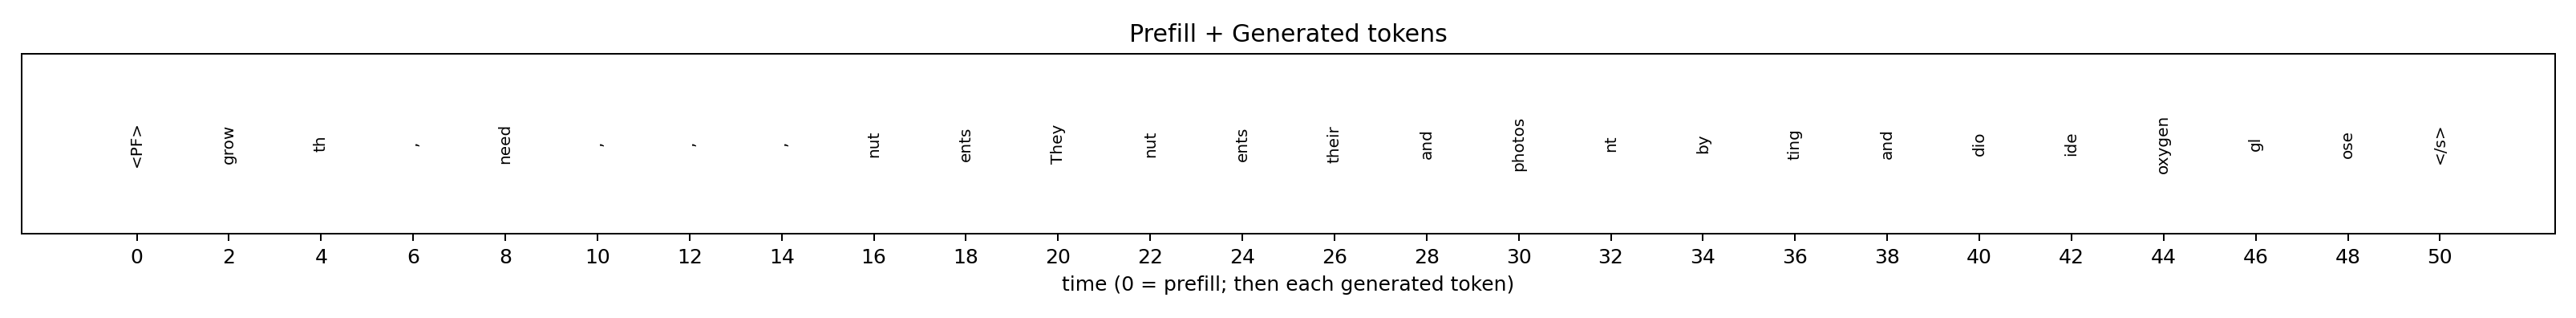 Prefill + Generated tokens
<PF> grow th , need , , , nut ents They nut ents their and photos nt by ting and dio ide oxygen gl ose </s>
0 2 4 6 8 10 12 14 16 18 20 22 24 26 28 30 32 34 36 38 40 42 44 46 48 50
time (0 = prefill; then each generated token)